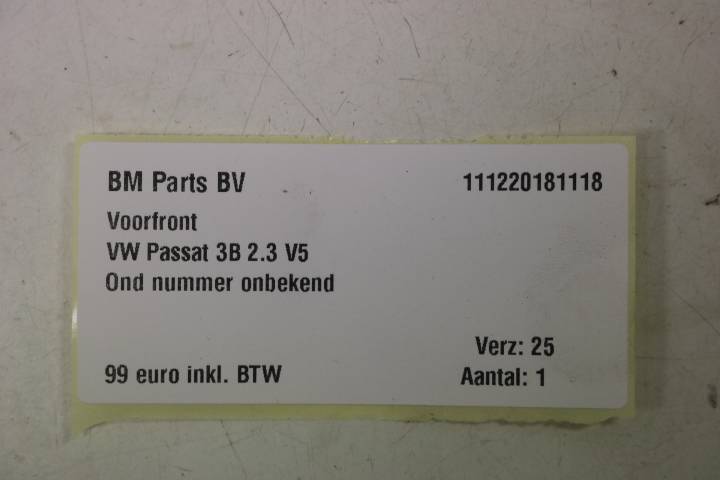 BM Parts BV 111220181118
Voorfront
VW Passat 3B 2.3 V5
Ond nummer onbekend
Verz: 25
99 euro inkl. BTW Aantal: 1